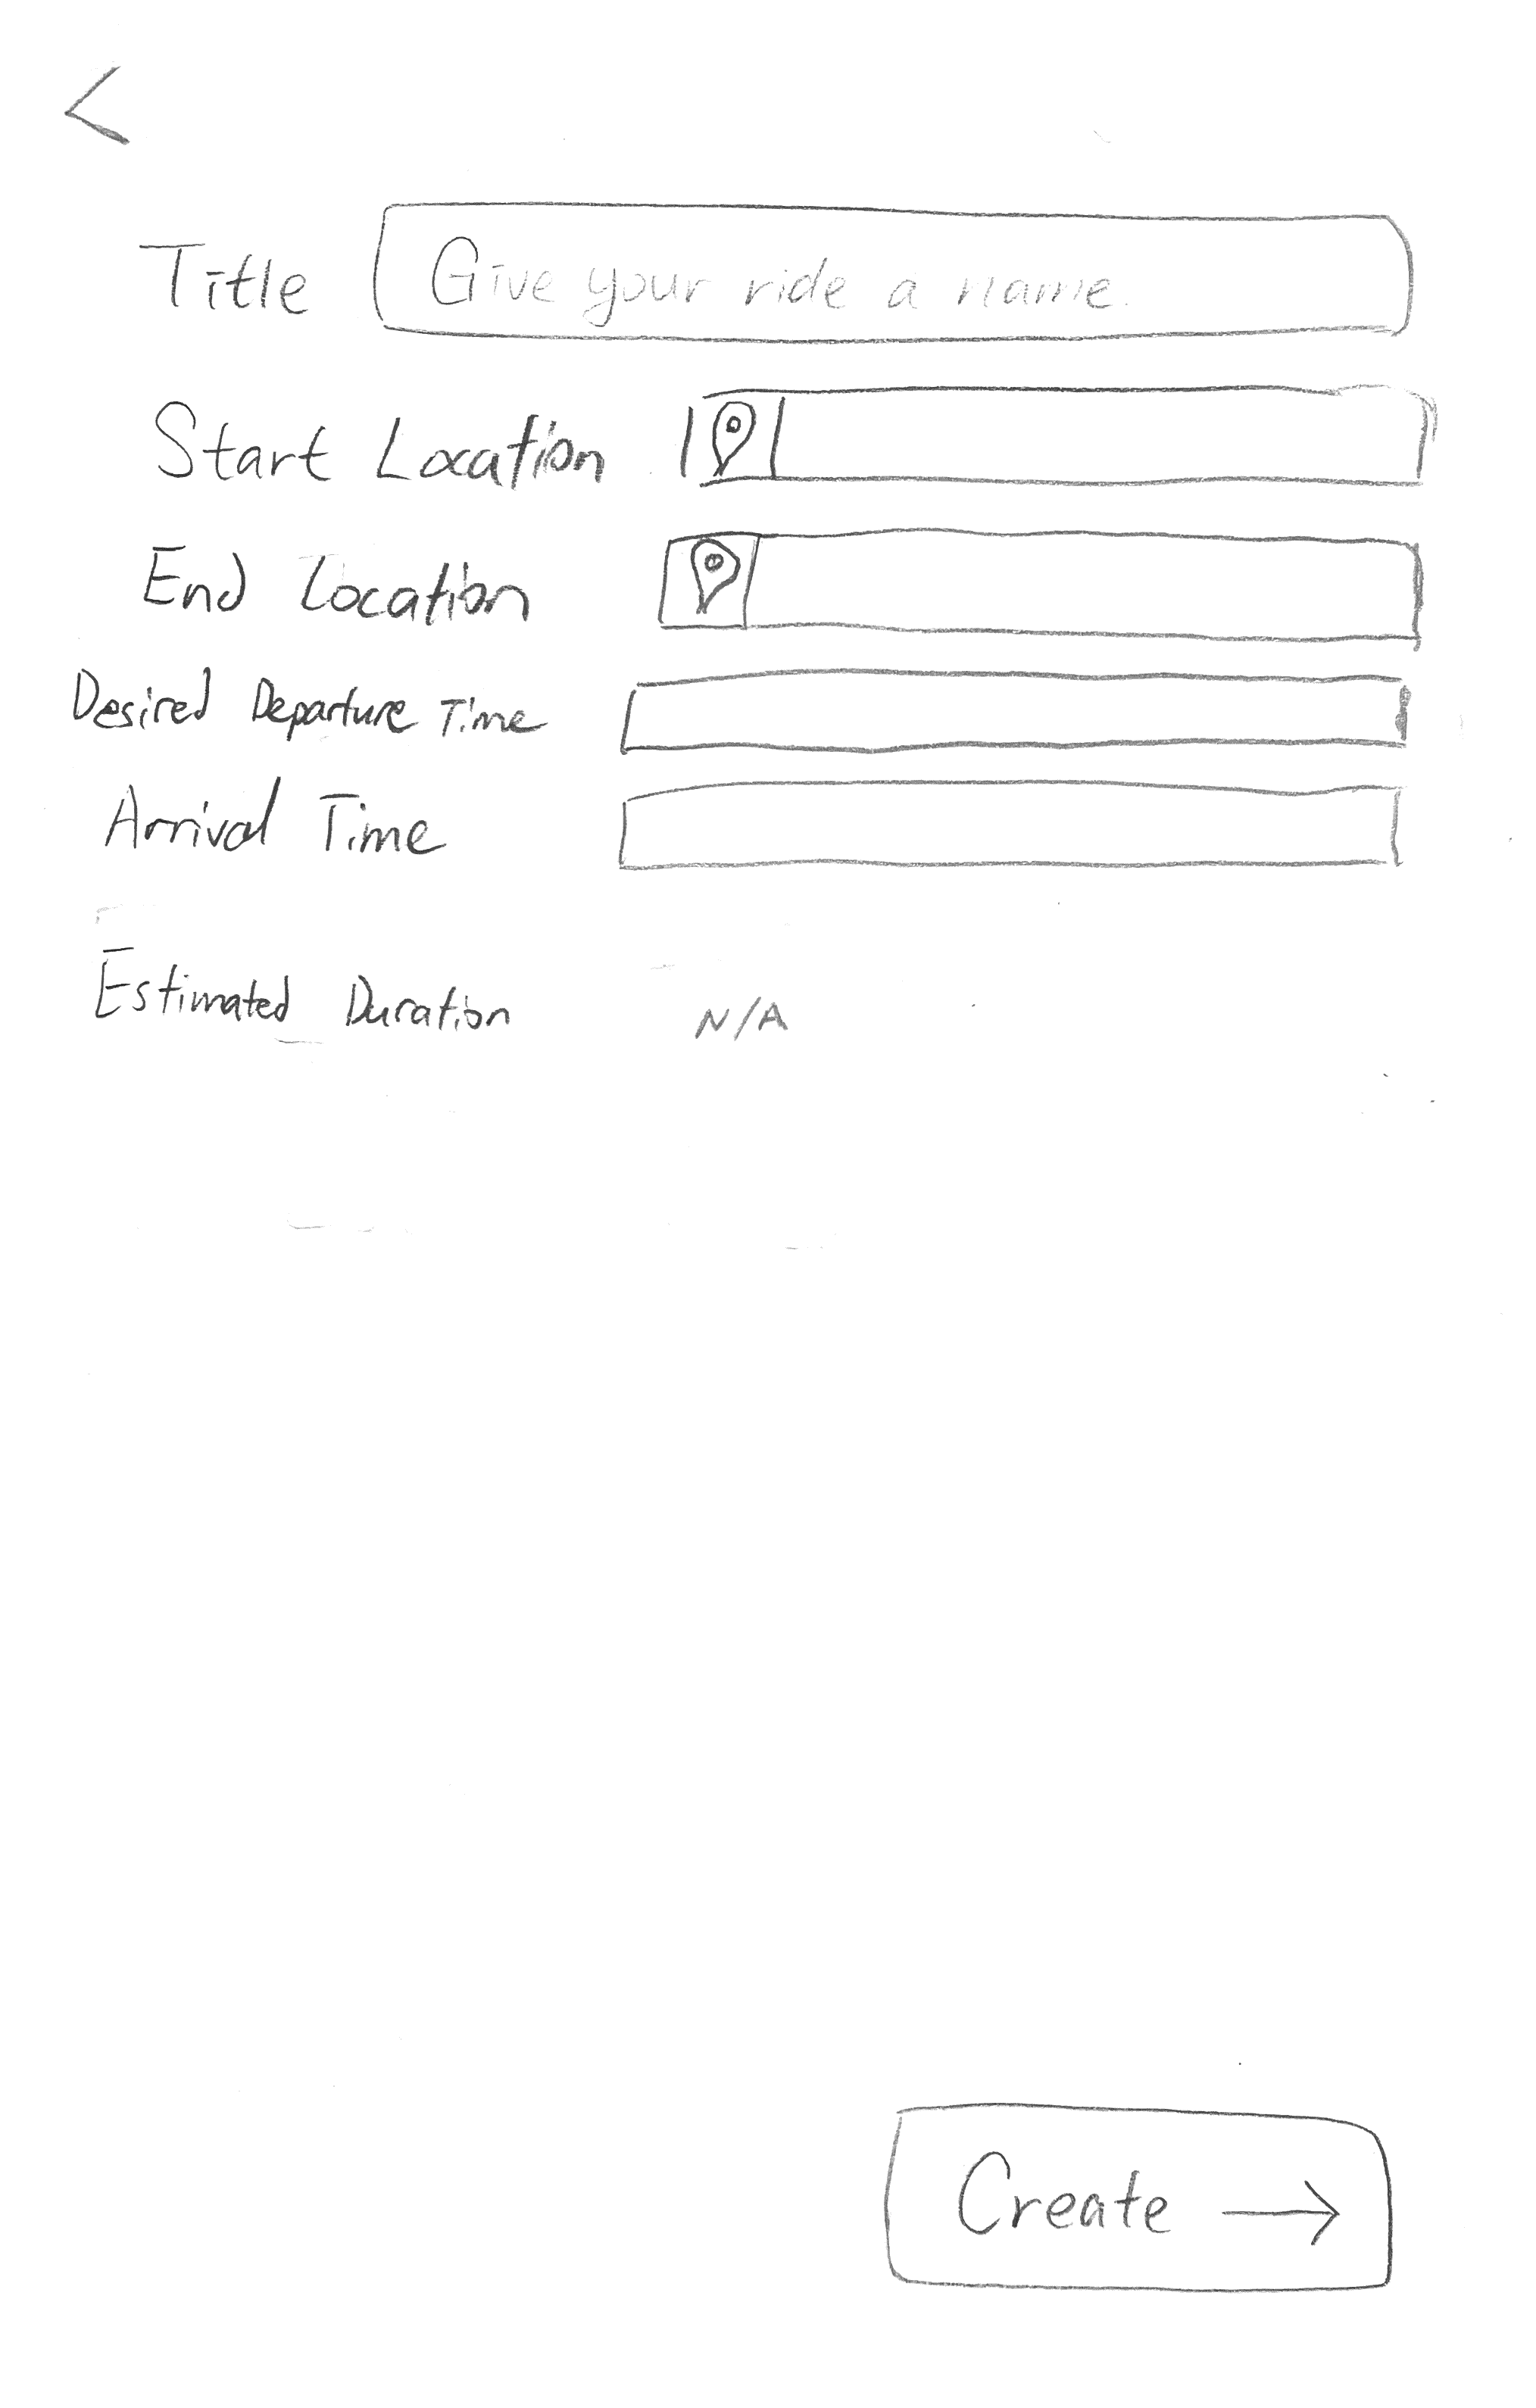 Title Give your ride a name.
Start Location
End Location
Desired Departure Time
Arrival Time
Estimated Duration N/A
Create →